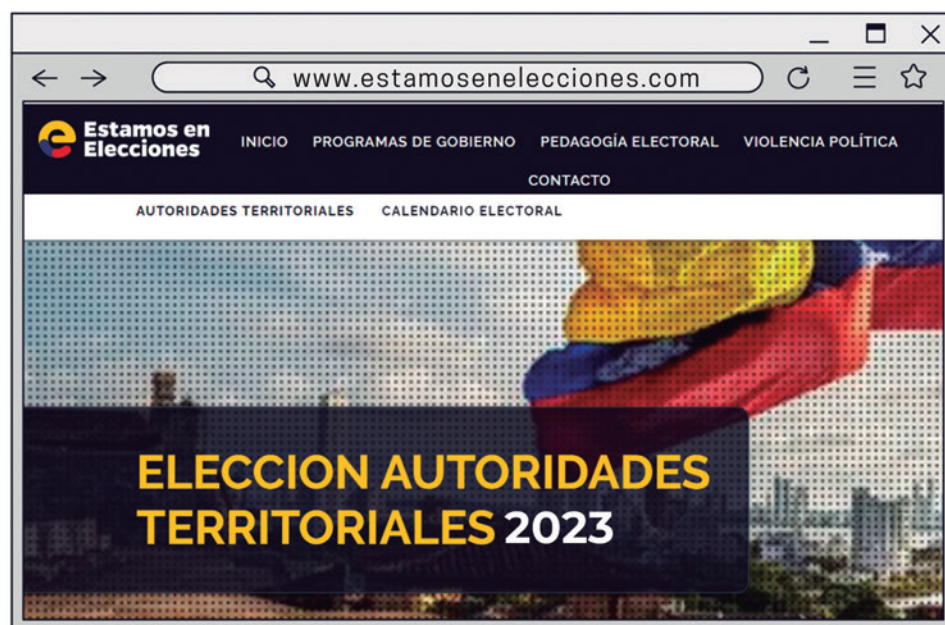 www.estamosenelecciones.com
Estamos en
Elecciones
INICIO PROGRAMAS DE GOBIERNO PEDAGOGÍA ELECTORAL VIOLENCIA POLÍTICA
CONTACTO
AUTORIDADES TERRITORIALES CALENDARIO ELECTORAL
ELECCION AUTORIDADES
TERRITORIALES 2023